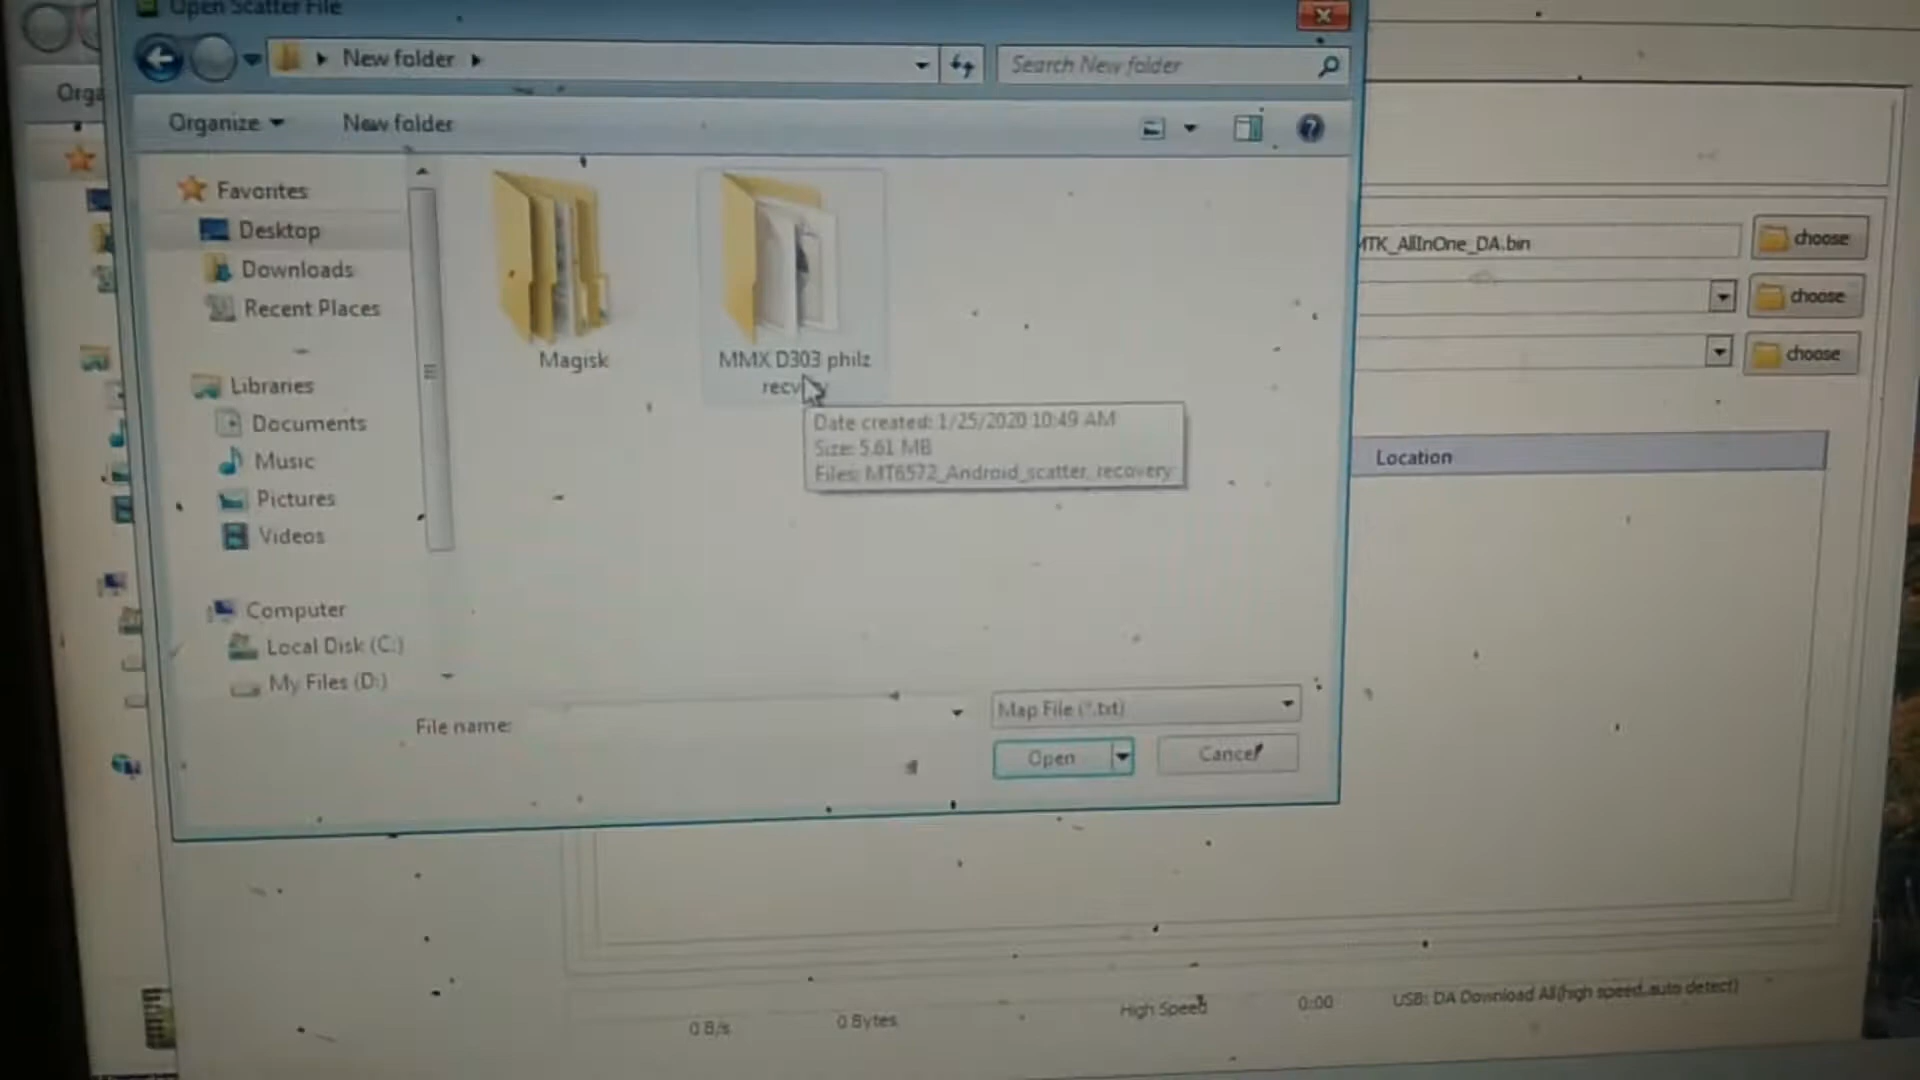 Open Scatter File
New folder
Search New folder
Orga
Organize
New folder
Favorites
Desktop
Downloads
Recent Places
Libraries
Documents
Music
Pictures
Videos
Computer
Local Disk (C:)
My Files (D:)
Magisk
MMX D303 philz
Date created: 1/25/2020 10:49 AM
Size: 5.61 MB
Files: MT6572_Android_scatter, recovery
File name:
Map File (*.txt)
Open
Cancel
MTK_AllInOne_DA.bin
choose
choose
choose
Location
0 B/s
0 Bytes
High Speed
0:00
USB: DA Download All(high speed,auto detect)